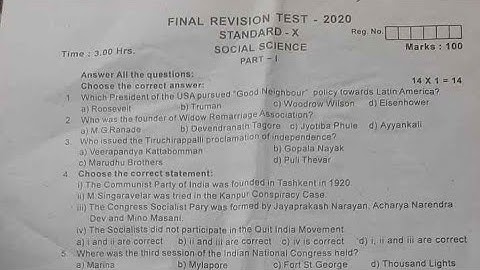 FINAL REVISION TEST - 2020
STANDARD - X
Reg. No.
SOCIAL SCIENCE
Time : 3.00 Hrs.
Marks : 100
PART - I
Answer All the questions:
14 X 1 = 14
Choose the correct answer:
1 Which President of the USA pursued "Good Neighbour" policy towards Latin America?
a) Roosevelt b) Truman c) Woodrow Wilson d) Eisenhower
2 Who was the founder of Widow Remarriage Association?
a) M.G.Ranade b) Devendranath Tagore c) Jyotiba Phule d) Ayyankali
3 Who issued the Tiruchirappalli proclamation of independence?
a) Veerapandya Kattabomman b) Gopala Nayak
c) Marudhu Brothers d) Puli Thevar
4 Choose the correct statement:
i) The Communist Party of India was founded in Tashkent in 1920
ii) M.Singaravelar was tried in the Kanpur Conspiracy Case.
iii) The Congress Socialist Pary was formed by Jayaprakash Narayan, Acharya Narendra
Dev and Mino Masani.
iv) The Socialists did not participate in the Quit India Movement
a) i and ii are correct b) ii and iii are correct c) iv is correct d) i, ii and iii are correct
5 Where was the third session of the Indian National Congress held?
a) Marina b) Mylapore c) Fort St George d) Thousand Lights